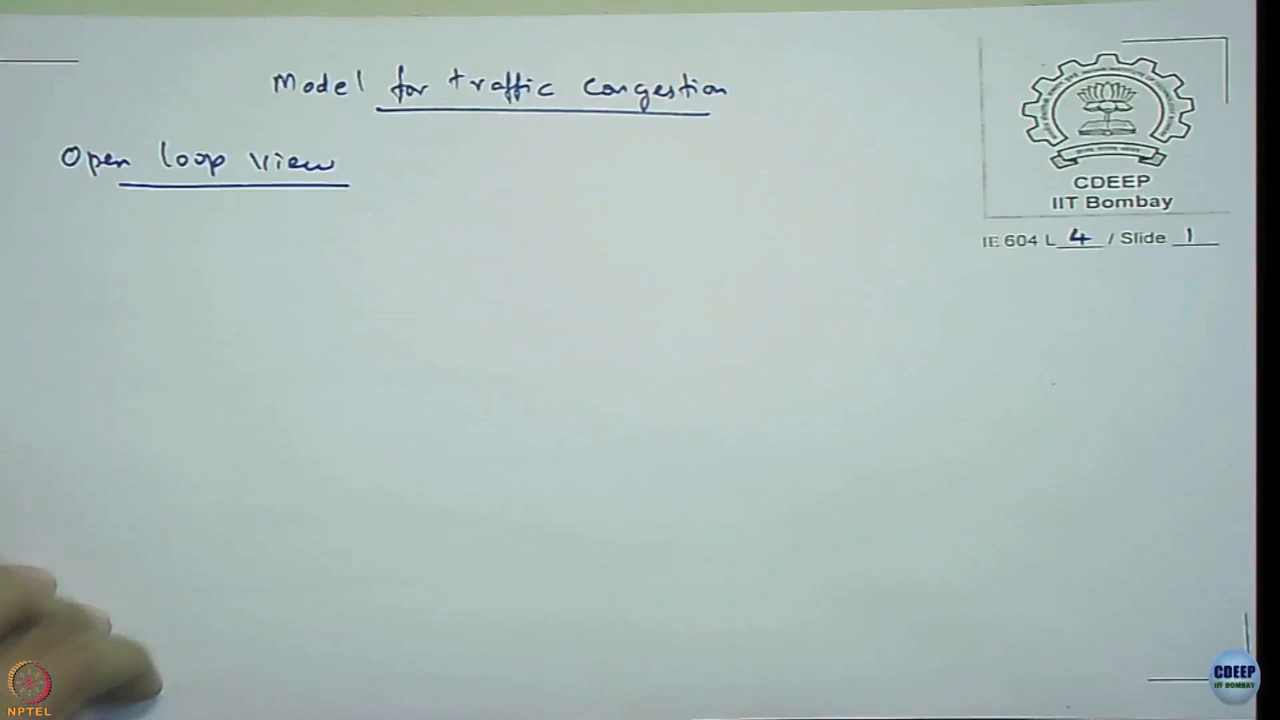 Model for traffic congestion
Open loop view
CDEEP
IIT Bombay
IE 604 L 4 / Slide 1
NPTEL
CDEEP
IIT BOMBAY